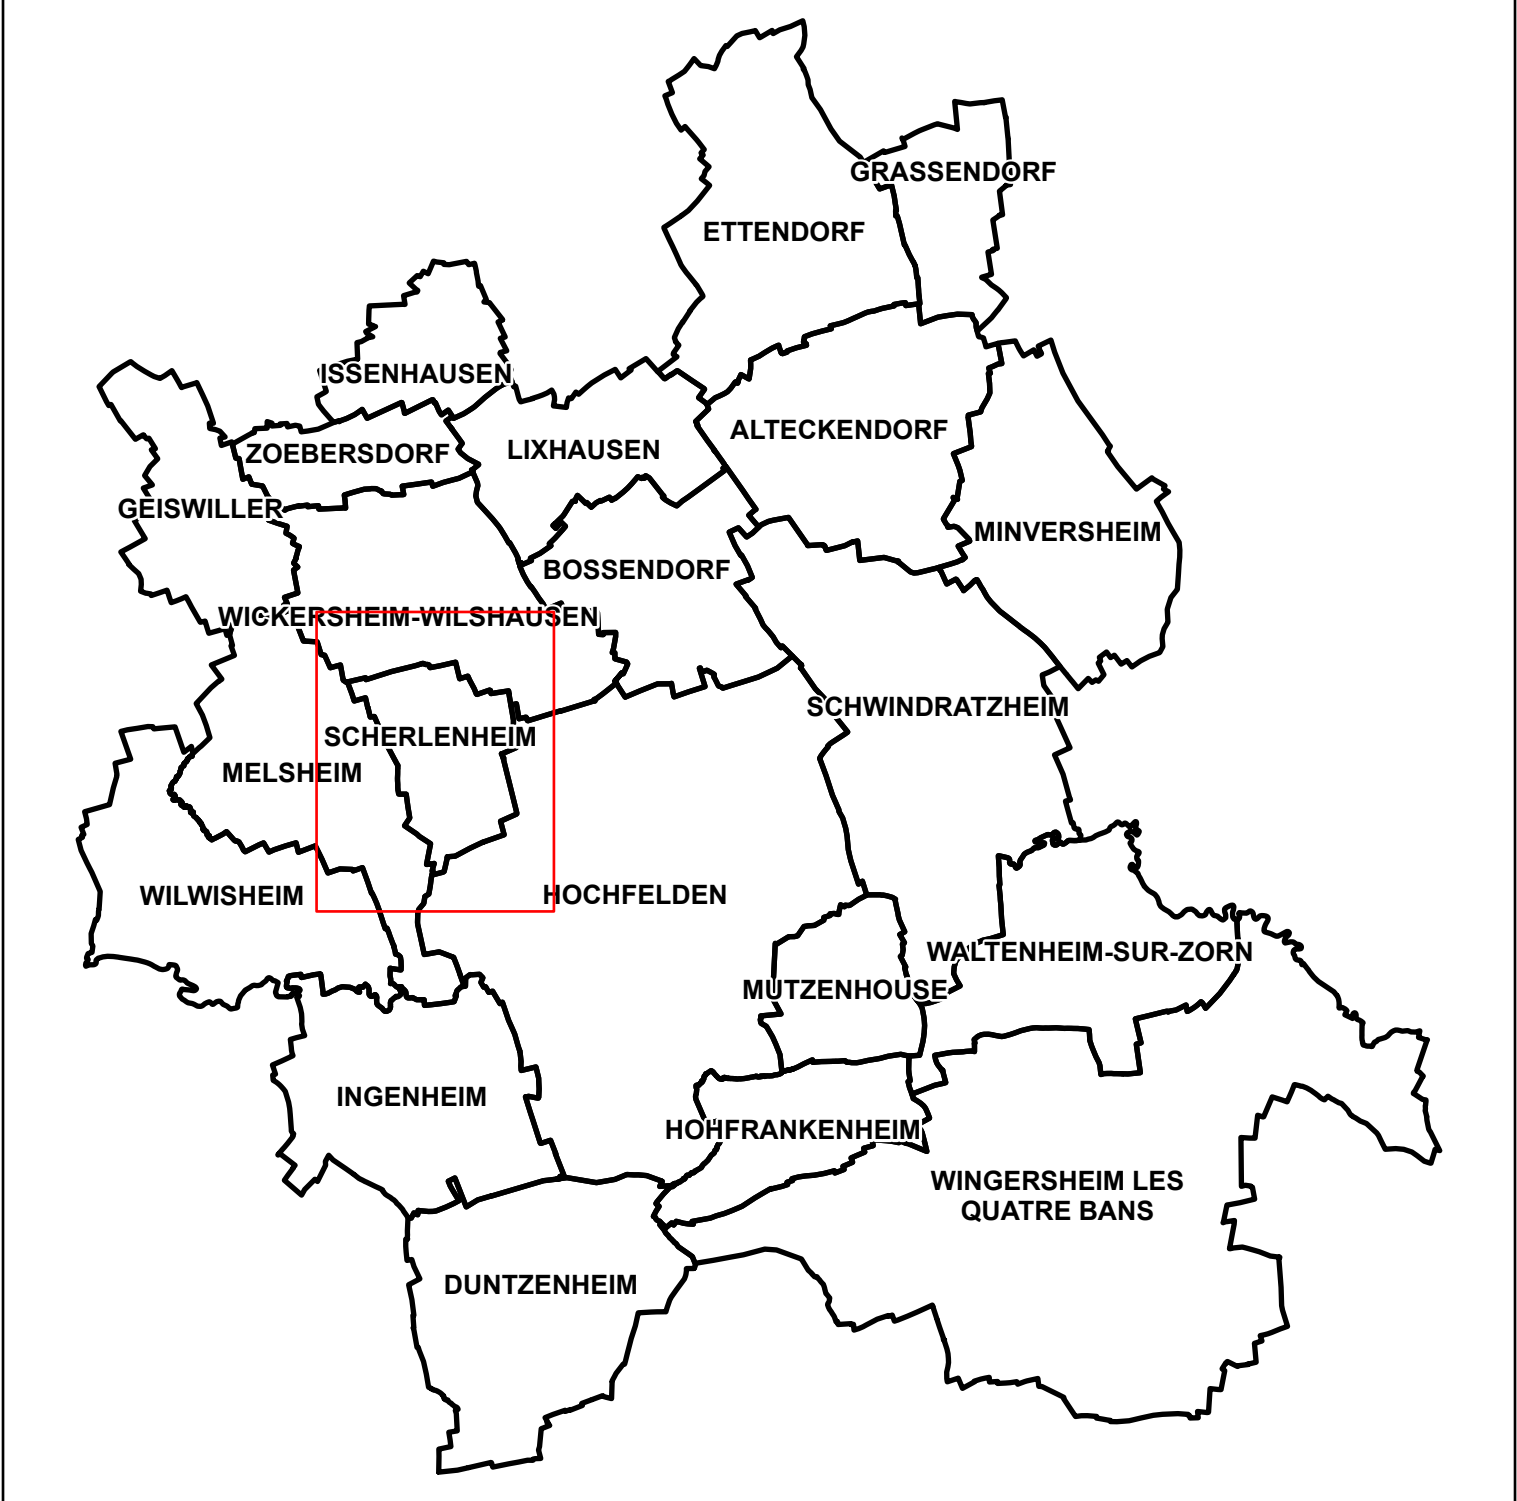 GRASSENDORF
ETTENDORF
ISSENHAUSEN
ALTECKENDORF
LIXHAUSEN
ZOEBERSDORF
GEISWILLER
MINVERSHEIM
BOSSENDORF
WICKERSHEIM-WILSHAUSEN
SCHWINDRATZHEIM
SCHERLENHEIM
MELSHEIM
WILWISHEIM
HOCHFELDEN
WALTENHEIM-SUR-ZORN
MUTZENHOUSE
INGENHEIM
HOHFRANKENHEIM
WINGERSHEIM LES
QUATRE BANS
DUNTZENHEIM